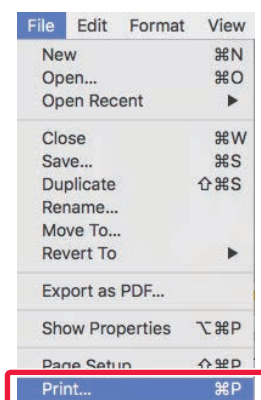 File Edit Format View
New ⌘N
Open... ⌘O
Open Recent ▶
Close ⌘W
Save... ⌘S
Duplicate ⇧⌘S
Rename...
Move To...
Revert To ▶
Export as PDF...
Show Properties ⌥⌘P
Page Setup ⇧⌘P
Print... ⌘P